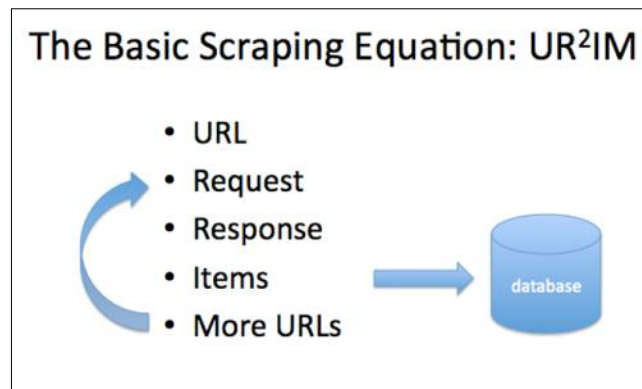 The Basic Scraping Equation: UR²IM
• URL
• Request
• Response
• Items
• More URLs
database